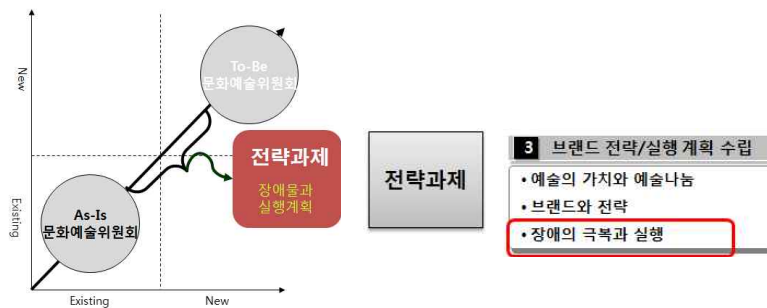 New
Existing
To-Be
문화예술위원회
As-Is
문화예술위원회
전략과제
장애물과
실행계획
Existing
New
전략과제
3 브랜드 전략/실행 계획 수립
• 예술의 가치와 예술나눔
• 브랜드와 전략
• 장애의 극복과 실행